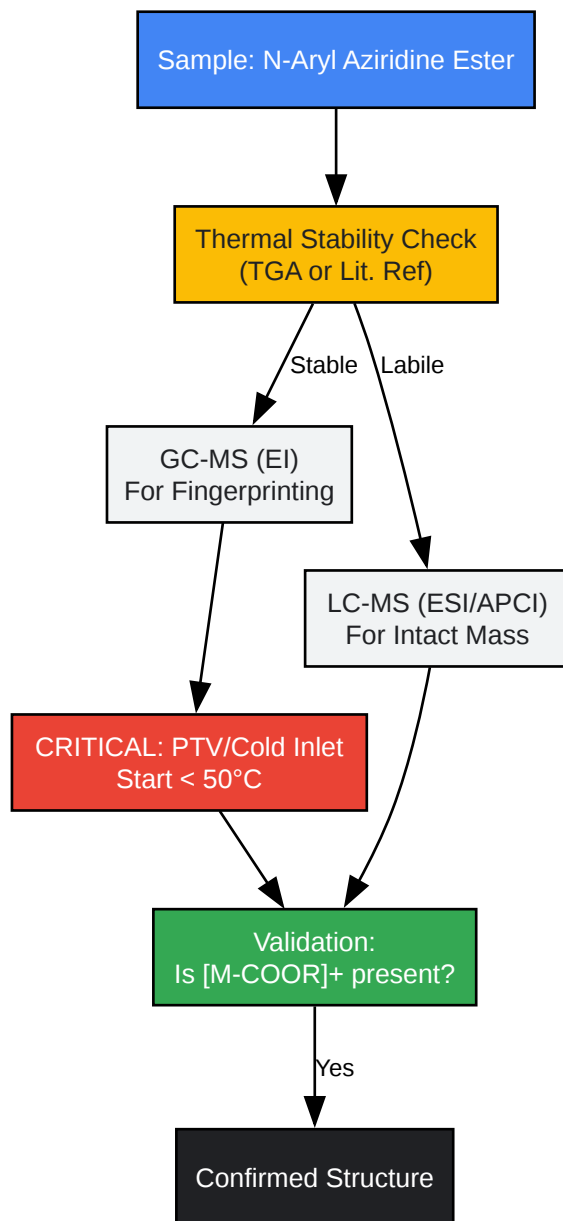 Sample: N-Aryl Aziridine Ester
Thermal Stability Check
(TGA or Lit. Ref)
Stable
Labile
GC-MS (EI)
For Fingerprinting
LC-MS (ESI/APCI)
For Intact Mass
CRITICAL: PTV/Cold Inlet
Start < 50°C
Validation:
Is [M-COOR]+ present?
Yes
Confirmed Structure